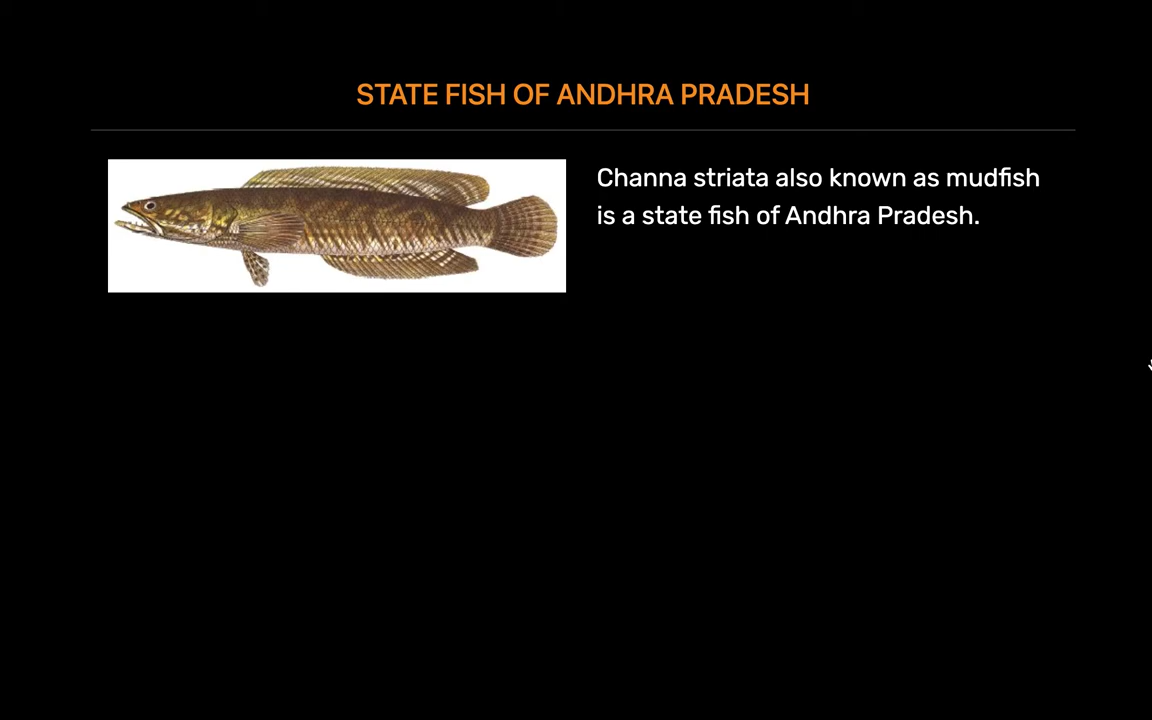 STATE FISH OF ANDHRA PRADESH
Channa striata also known as mudfish
is a state fish of Andhra Pradesh.